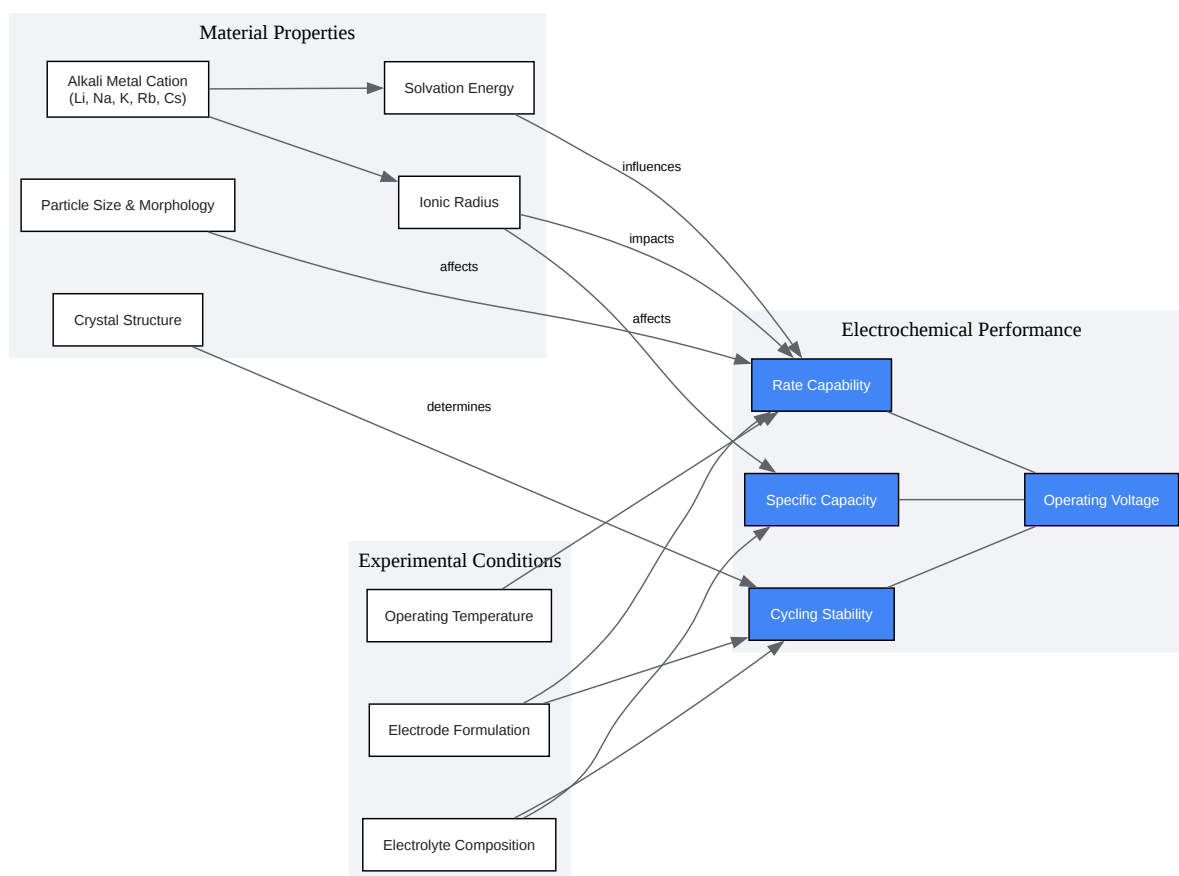 Material Properties
Alkali Metal Cation
(Li, Na, K, Rb, Cs)
Solvation Energy
Particle Size & Morphology
Ionic Radius
Crystal Structure
influences
impacts
affects
affects
determines
Electrochemical Performance
Rate Capability
Specific Capacity
Operating Voltage
Cycling Stability
Experimental Conditions
Operating Temperature
Electrode Formulation
Electrolyte Composition